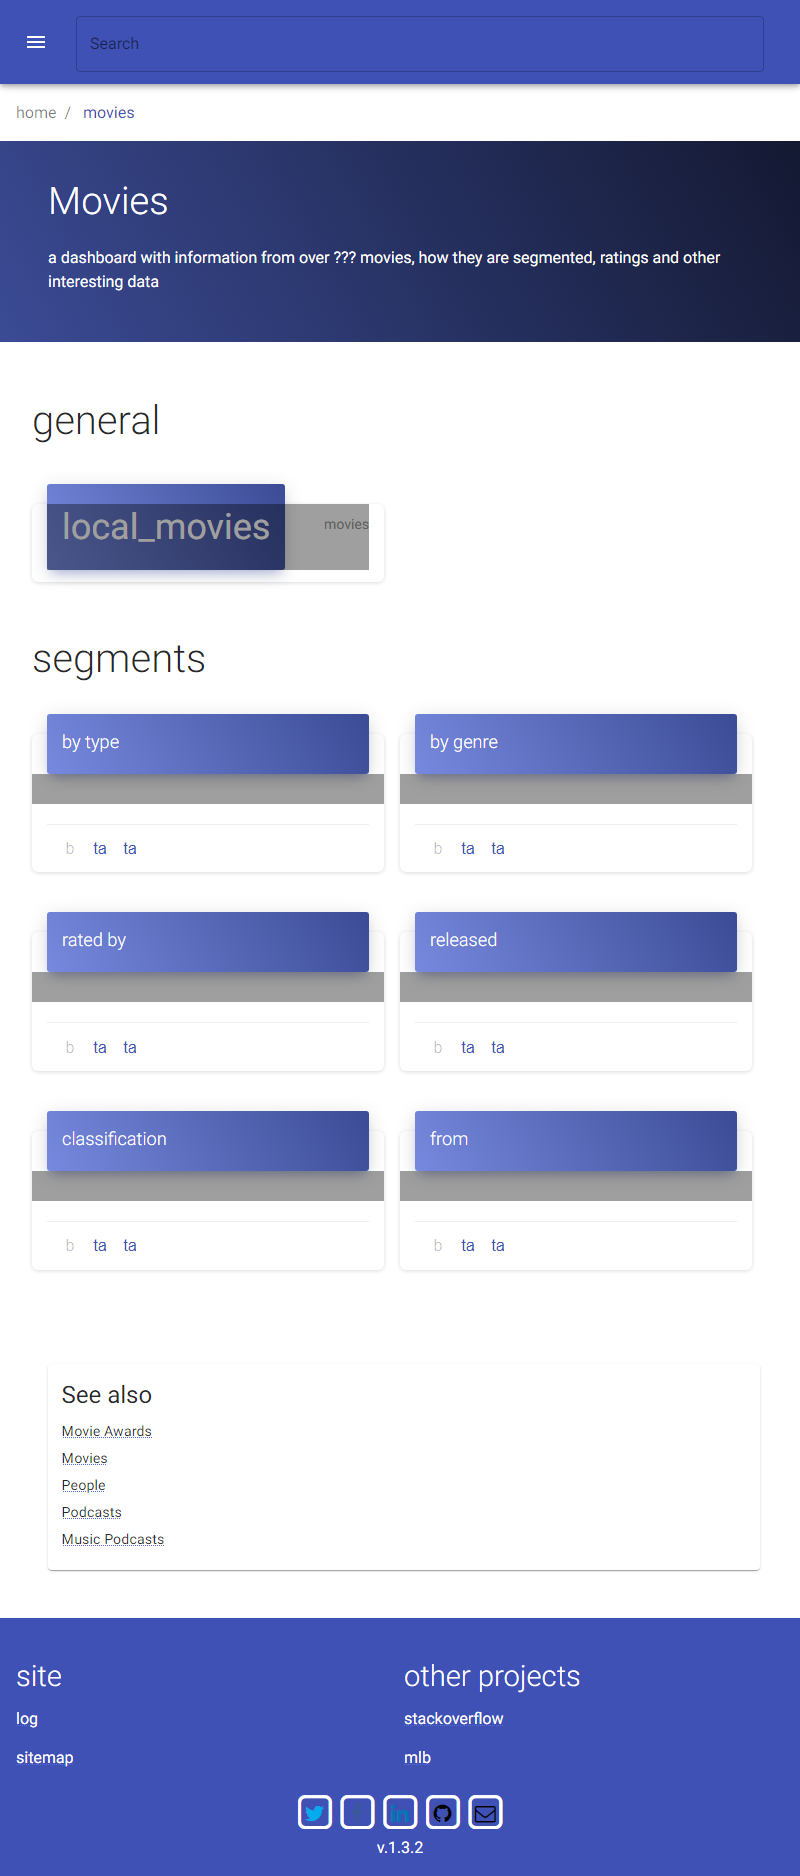 Search
home / movies
Movies
a dashboard with information from over ??? movies, how they are segmented, ratings and other
interesting data
general
local_movies
movies
segments
by type
by genre
b ta ta
b ta ta
rated by
released
b ta ta
b ta ta
classification
from
b ta ta
b ta ta
See also
Movie Awards
Movies
People
Podcasts
Music Podcasts
site
other projects
log
stackoverflow
sitemap
mlb
v.1.3.2